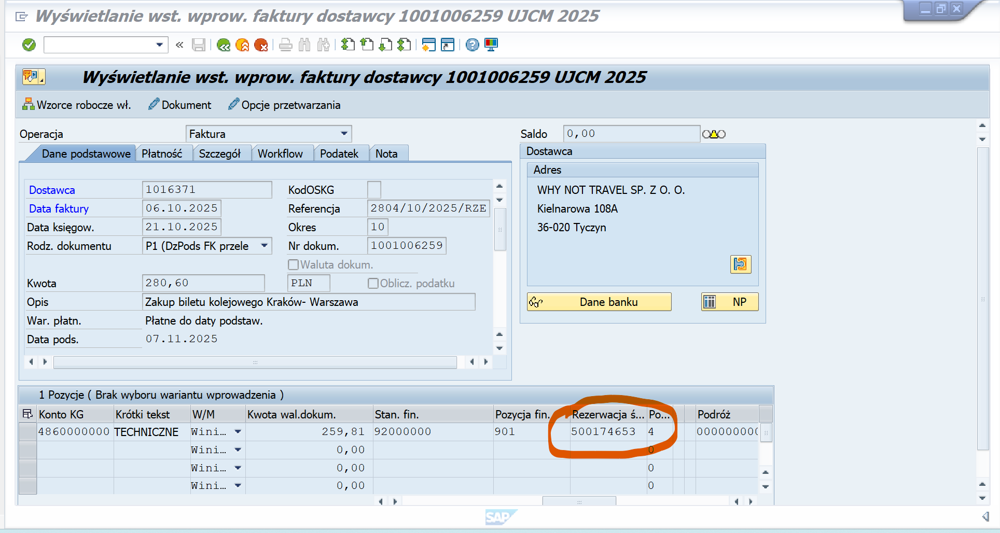 Wyświetlanie wst. wprow. faktury dostawcy 1001006259 UJCM 2025
Wyświetlanie wst. wprow. faktury dostawcy 1001006259 UJCM 2025
Wzorce robocze wł. Dokument Opcje przetwarzania
Operacja Faktura Saldo 0,00
Dane podstawowe Płatność Szczegół Workflow Podatek Nota
Dostawca 1016371 KodOSKG
Data faktury 06.10.2025 Referencja 2804/10/2025/RZE
Data księgow. 21.10.2025 Okres 10
Rodz. dokumentu P1 (DzPods FK przele Nr dokum. 1001006259
Waluta dokum.
Kwota 280,60 PLN Oblicz. podatku
Opis Zakup biletu kolejowego Kraków- Warszawa
War. płatn. Płatne do daty podstaw.
Data pods. 07.11.2025
Dostawca
Adres
WHY NOT TRAVEL SP. Z O. O.
Kielnarowa 108A
36-020 Tyczyn
Dane banku NP
1 Pozycje ( Brak wyboru wariantu wprowadzenia )
Konto KG Krótki tekst W/M Kwota wal.dokum. Stan. fin. Pozycja fin. Rezerwacja ś... Po... Podróż
4860000000 TECHNICZNE Wini… 259,81 92000000 901 500174653 4 000000000
Wini… 0,00 0
Wini… 0,00 0
Wini… 0,00 0
SAP